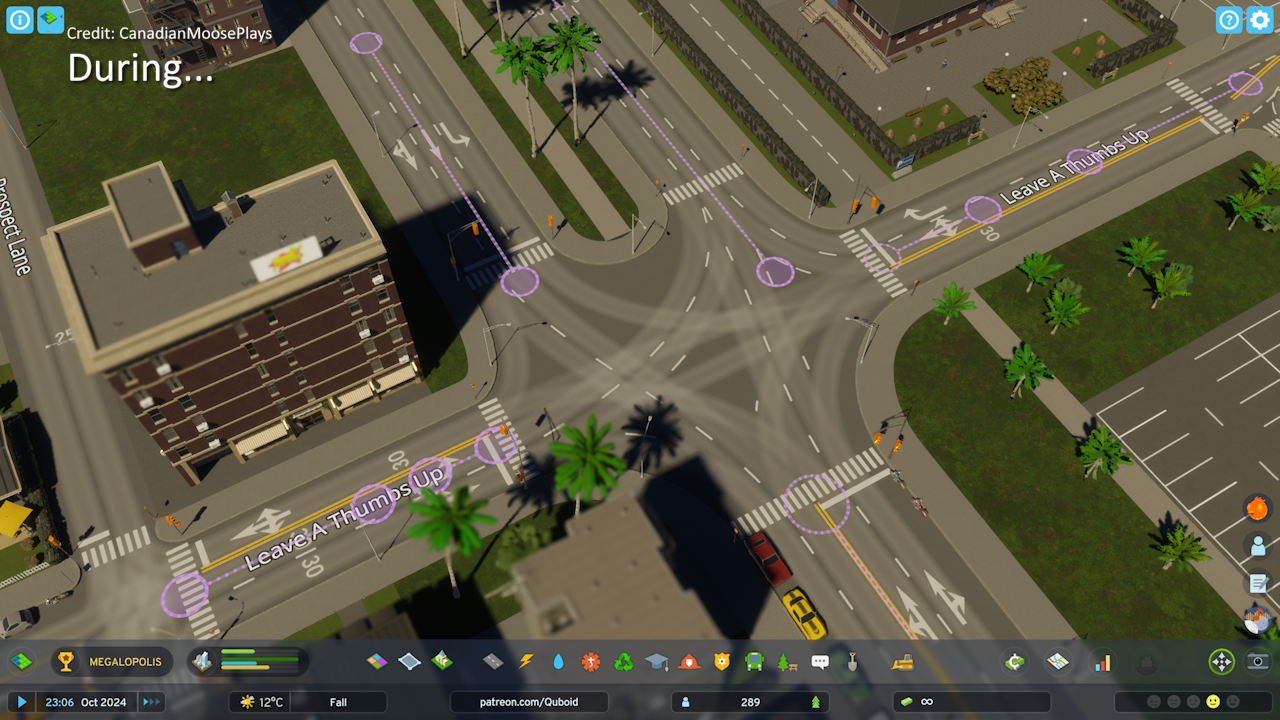 Credit: CanadianMoosePlays
During...
Prospect Lane
Leave A Thumbs Up
30
25
30
Leave A Thumbs Up
30
MEGALOPOLIS
23:06 Oct 2024
12°C
Fall
patreon.com/Quboid
289
∞